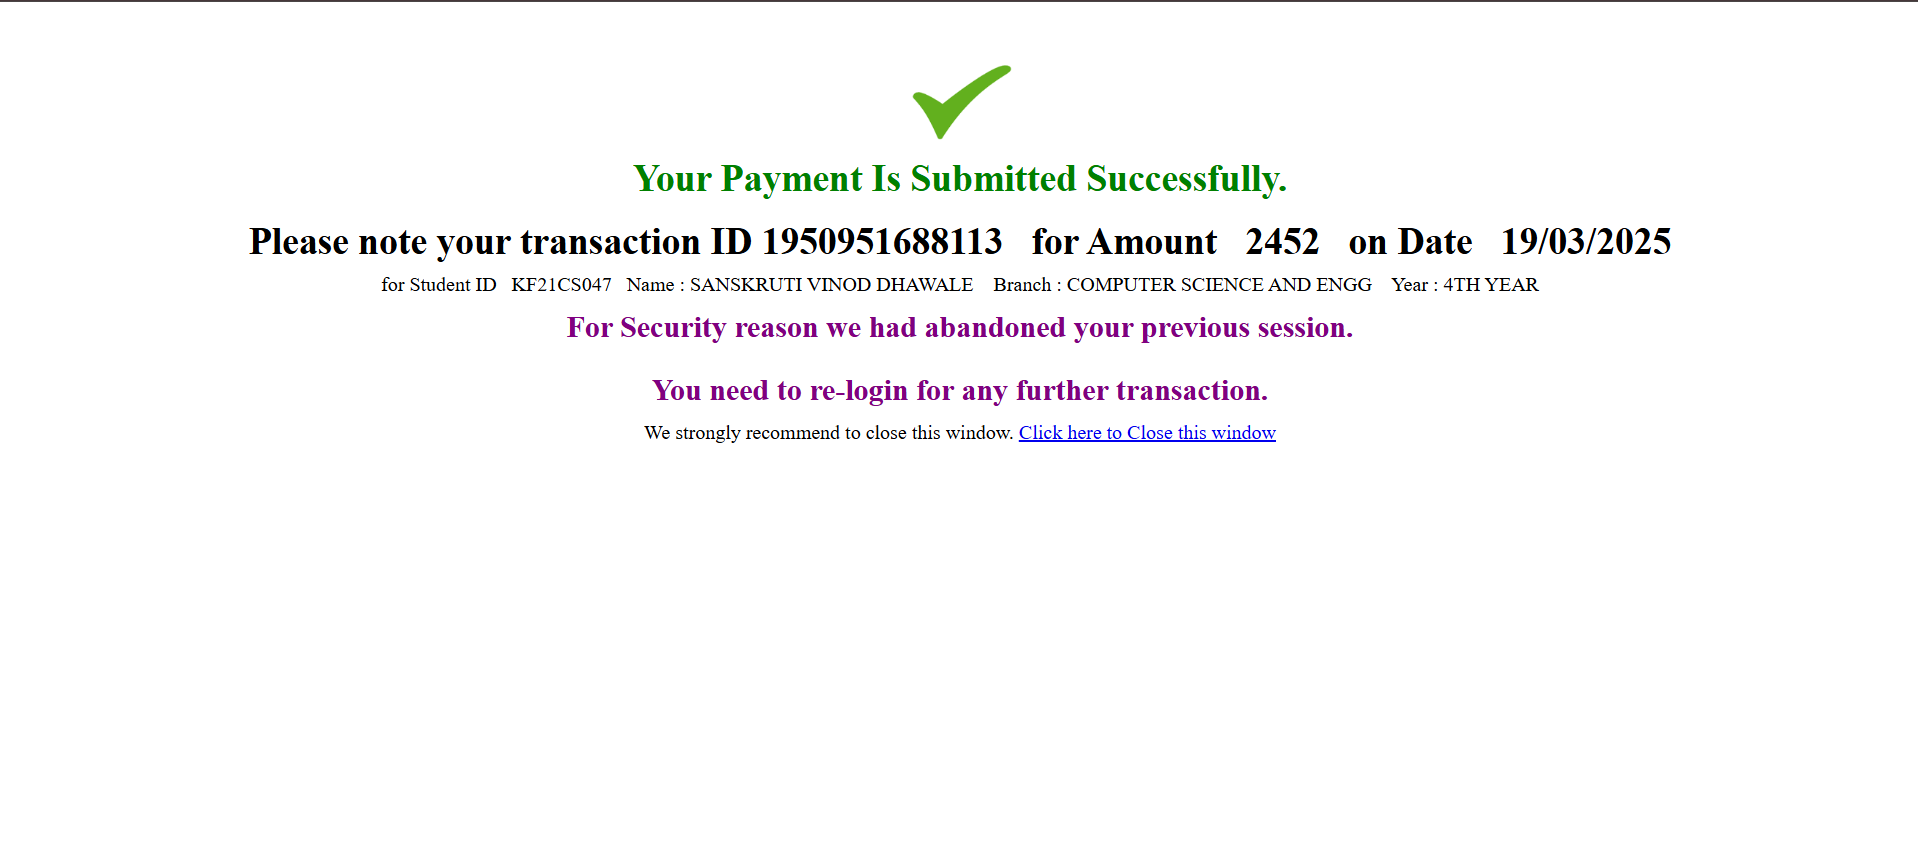 Your Payment Is Submitted Successfully.
Please note your transaction ID 1950951688113 for Amount 2452 on Date 19/03/2025
for Student ID KF21CS047 Name : SANSKRUTI VINOD DHAWALE Branch : COMPUTER SCIENCE AND ENGG Year : 4TH YEAR
For Security reason we had abandoned your previous session.
You need to re-login for any further transaction.
We strongly recommend to close this window. Click here to Close this window